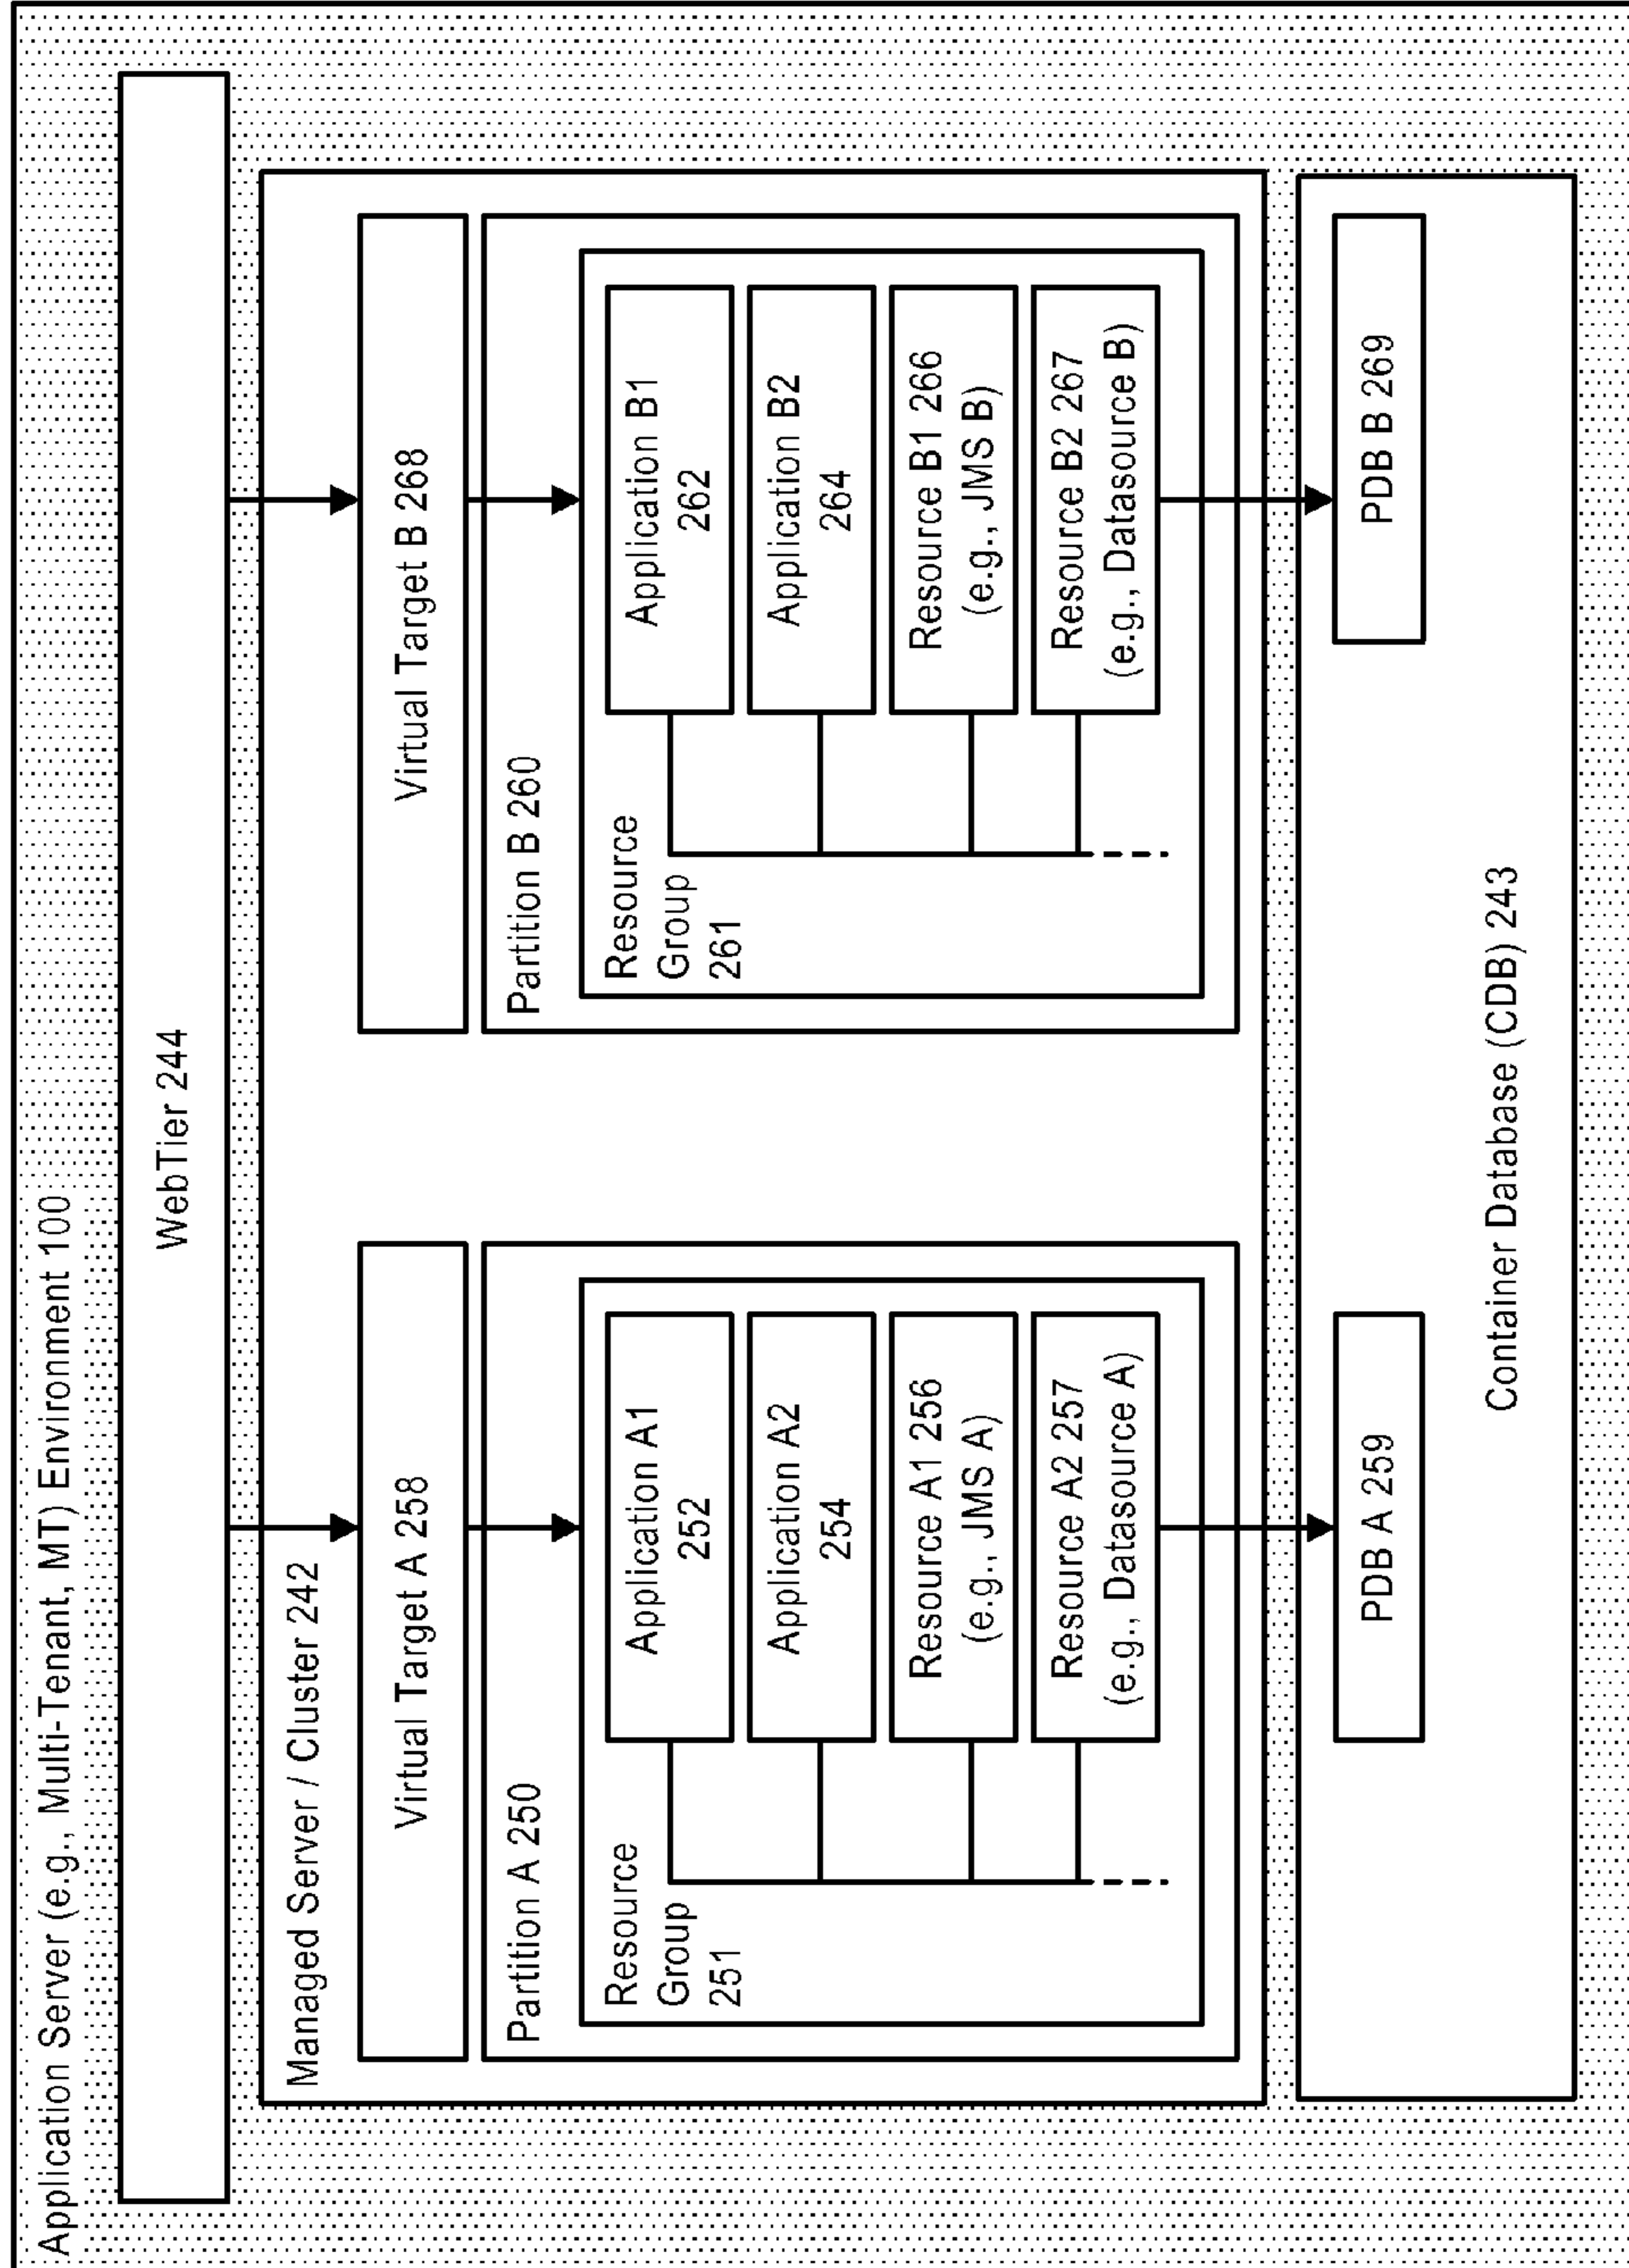 Application Server (e.g., Multi-Tenant, MT) Environment 100
WebTier 244
Managed Server / Cluster 242
Virtual Target A 258
Partition A 250
Resource
Group
251
Application A1
252
Application A2
254
Resource A1 256
(e.g., JMS A)
Resource A2 257
(e.g., Datasource A)
Virtual Target B 268
Partition B 260
Resource
Group
261
Application B1
262
Application B2
264
Resource B1 266
(e.g., JMS B)
Resource B2 267
(e.g., Datasource B)
PDB A 259
PDB B 269
Container Database (CDB) 243